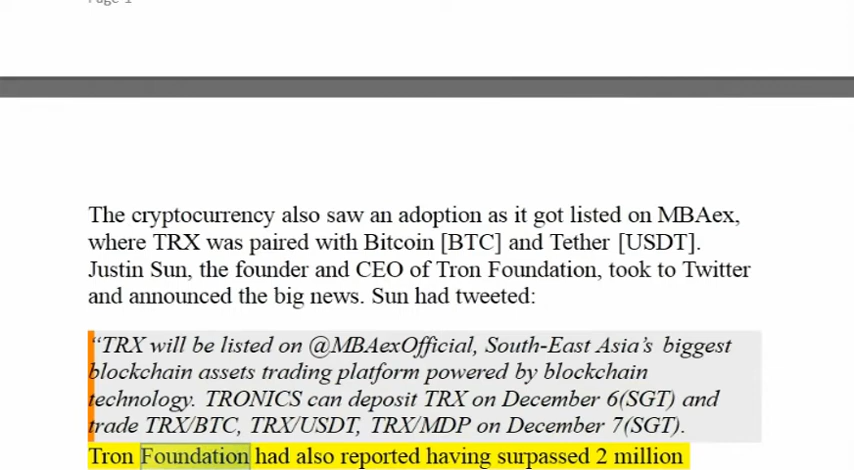 Page 1
The cryptocurrency also saw an adoption as it got listed on MBAex,
where TRX was paired with Bitcoin [BTC] and Tether [USDT].
Justin Sun, the founder and CEO of Tron Foundation, took to Twitter
and announced the big news. Sun had tweeted:
“TRX will be listed on @MBAexOfficial, South-East Asia’s biggest
blockchain assets trading platform powered by blockchain
technology. TRONICS can deposit TRX on December 6(SGT) and
trade TRX/BTC, TRX/USDT, TRX/MDP on December 7(SGT).
Tron Foundation had also reported having surpassed 2 million